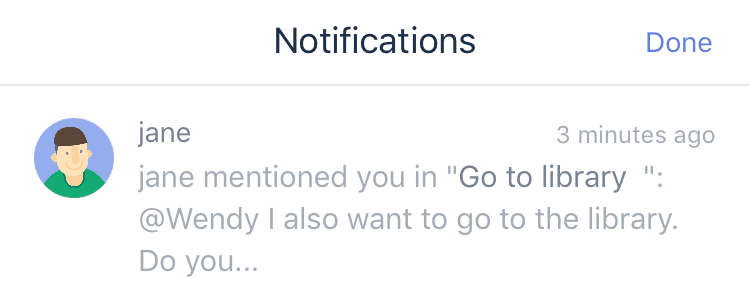 Notifications
Done
jane
3 minutes ago
jane mentioned you in "Go to library  ":
@Wendy I also want to go to the library.
Do you...